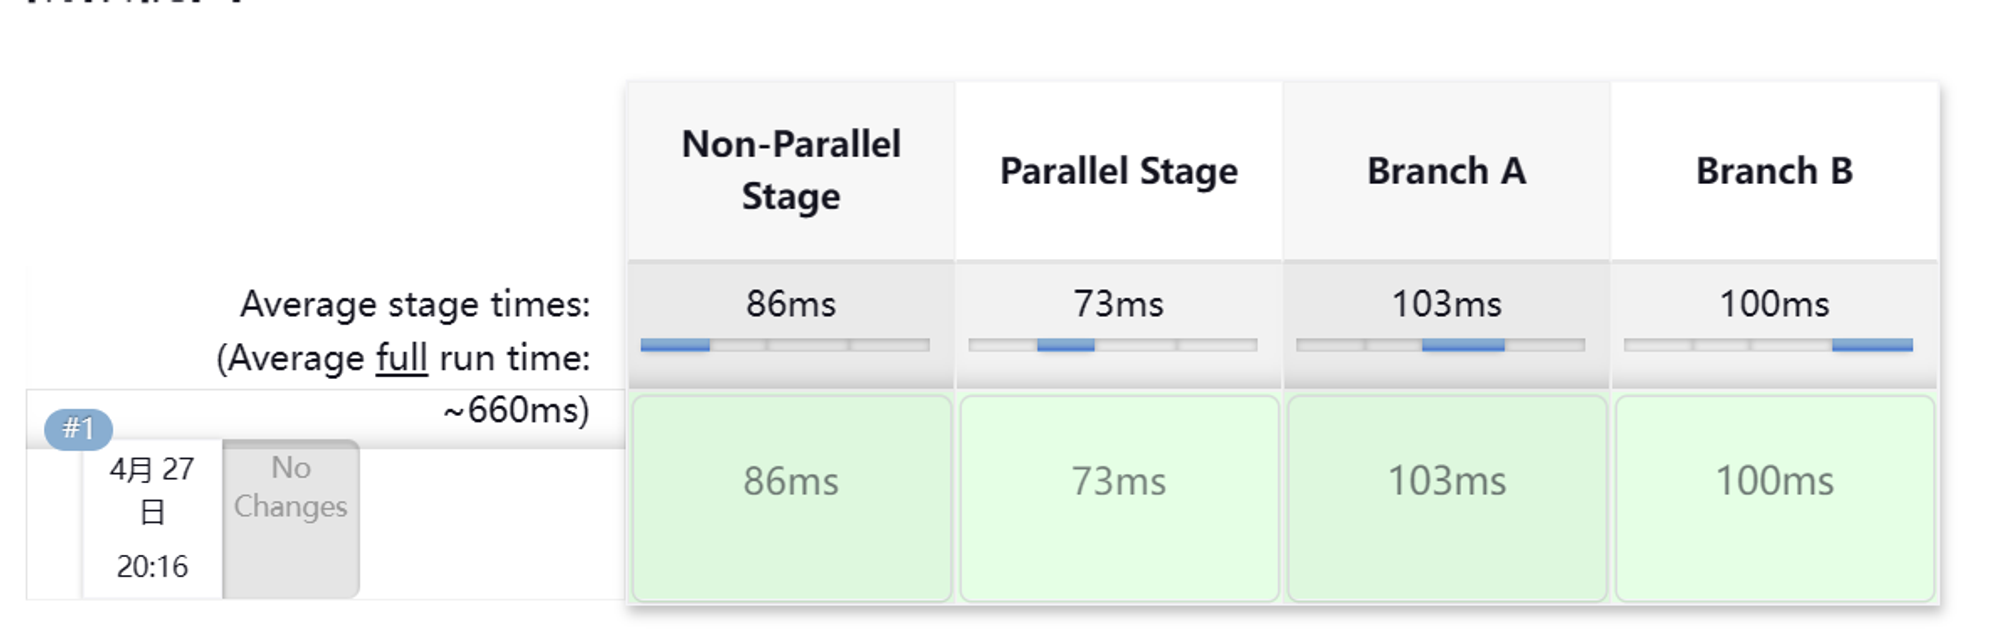 Non-Parallel
Stage
Parallel Stage
Branch A
Branch B
Average stage times:
(Average full run time:
~660ms)
86ms
73ms
103ms
100ms
#1
4月 27
日
20:16
No
Changes
86ms
73ms
103ms
100ms